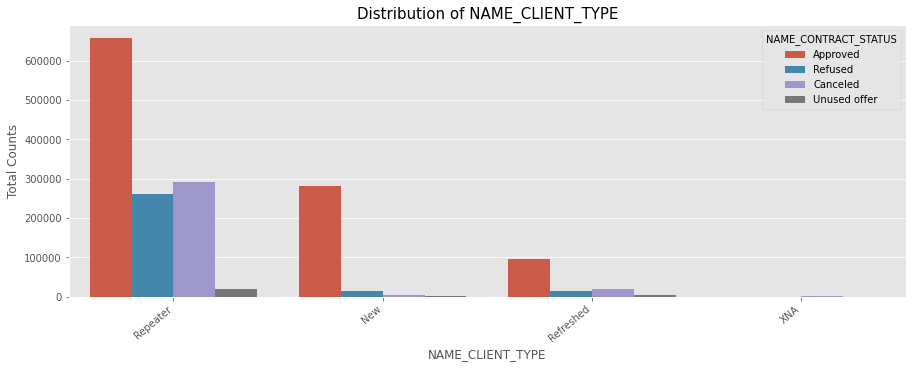 Distribution of NAME_CLIENT_TYPE
NAME_CONTRACT_STATUS
Approved
Refused
Canceled
Unused offer
Total Counts
600000
500000
400000
300000
200000
100000
0
Repeater
New
Refreshed
XNA
NAME_CLIENT_TYPE